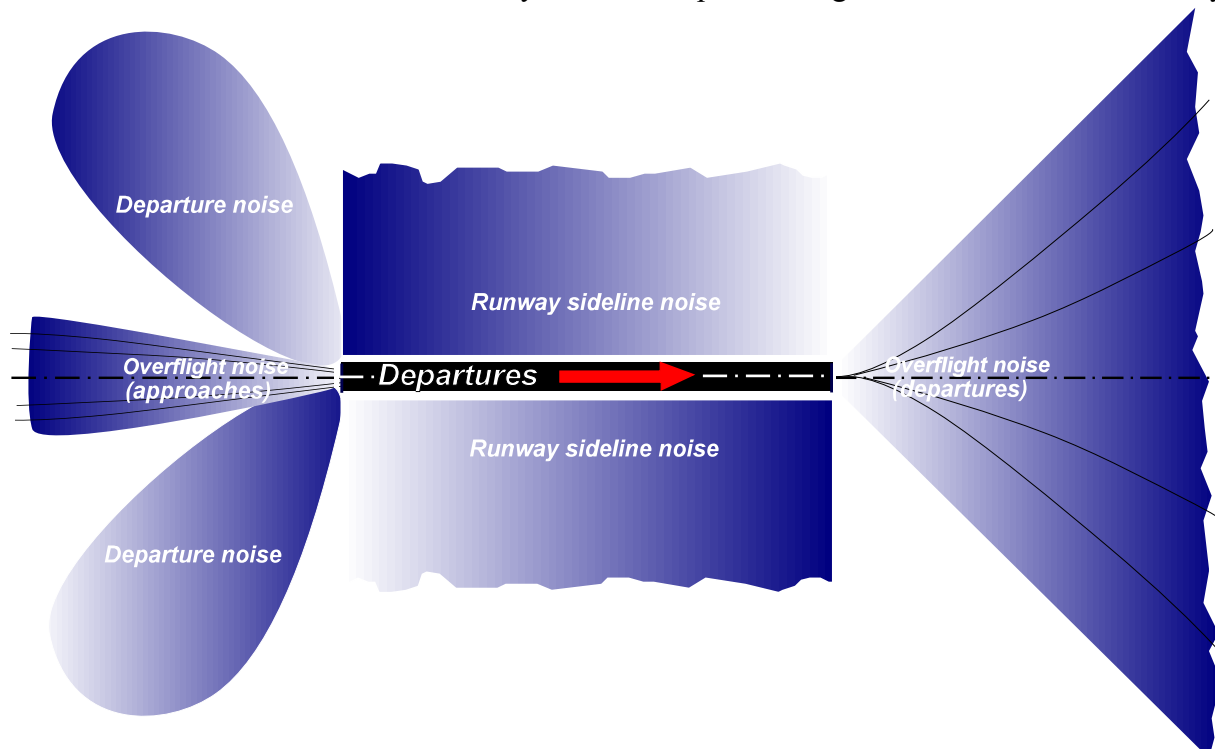 Departure noise
Runway sideline noise
Overflight noise
(approaches)
Departures
Overflight noise
(departures)
Runway sideline noise
Departure noise